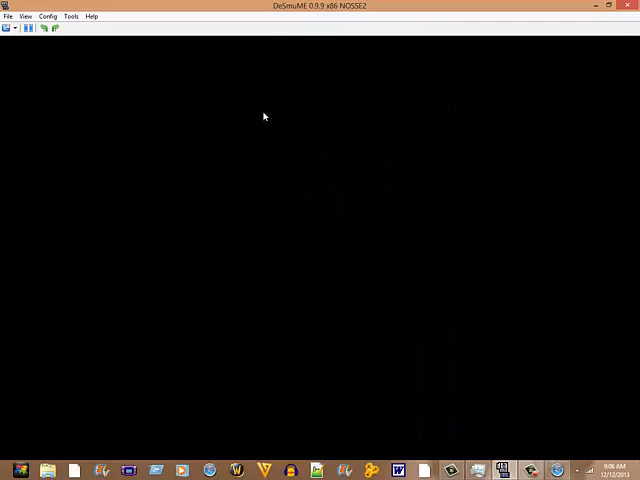 DeSmuME 0.9.9 x86 NOSSE2
File View Config Tools Help
W
W
9:06 AM
12/12/2013